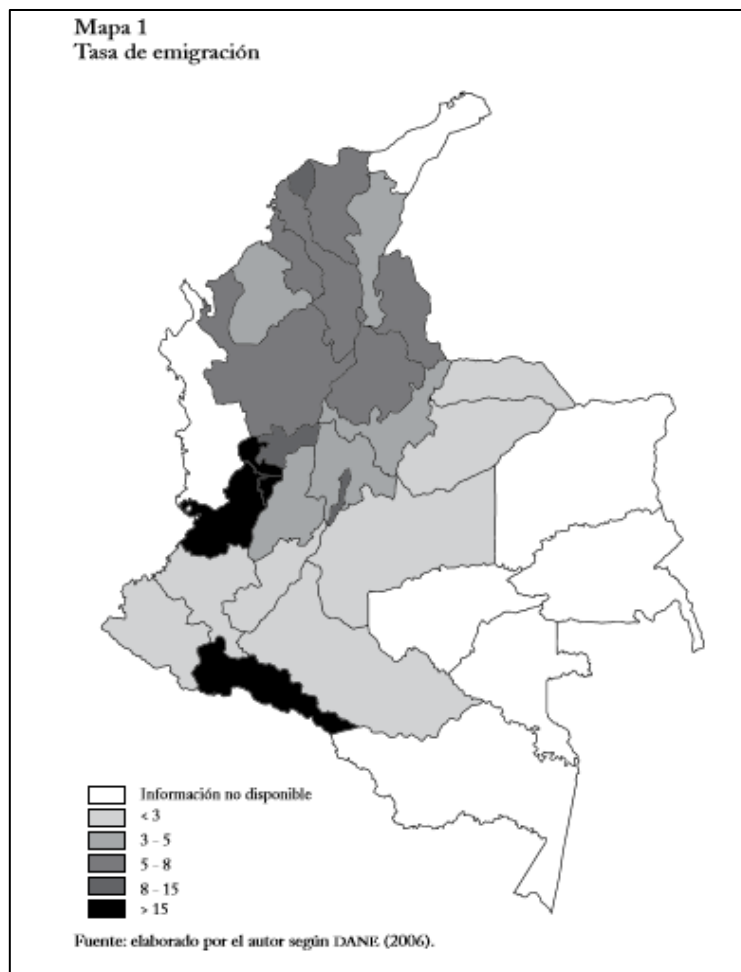 Mapa 1
Tasa de emigración
Información no disponible
< 3
3 - 5
5 - 8
8 - 15
> 15
Fuente: elaborado por el autor según DANE (2006).